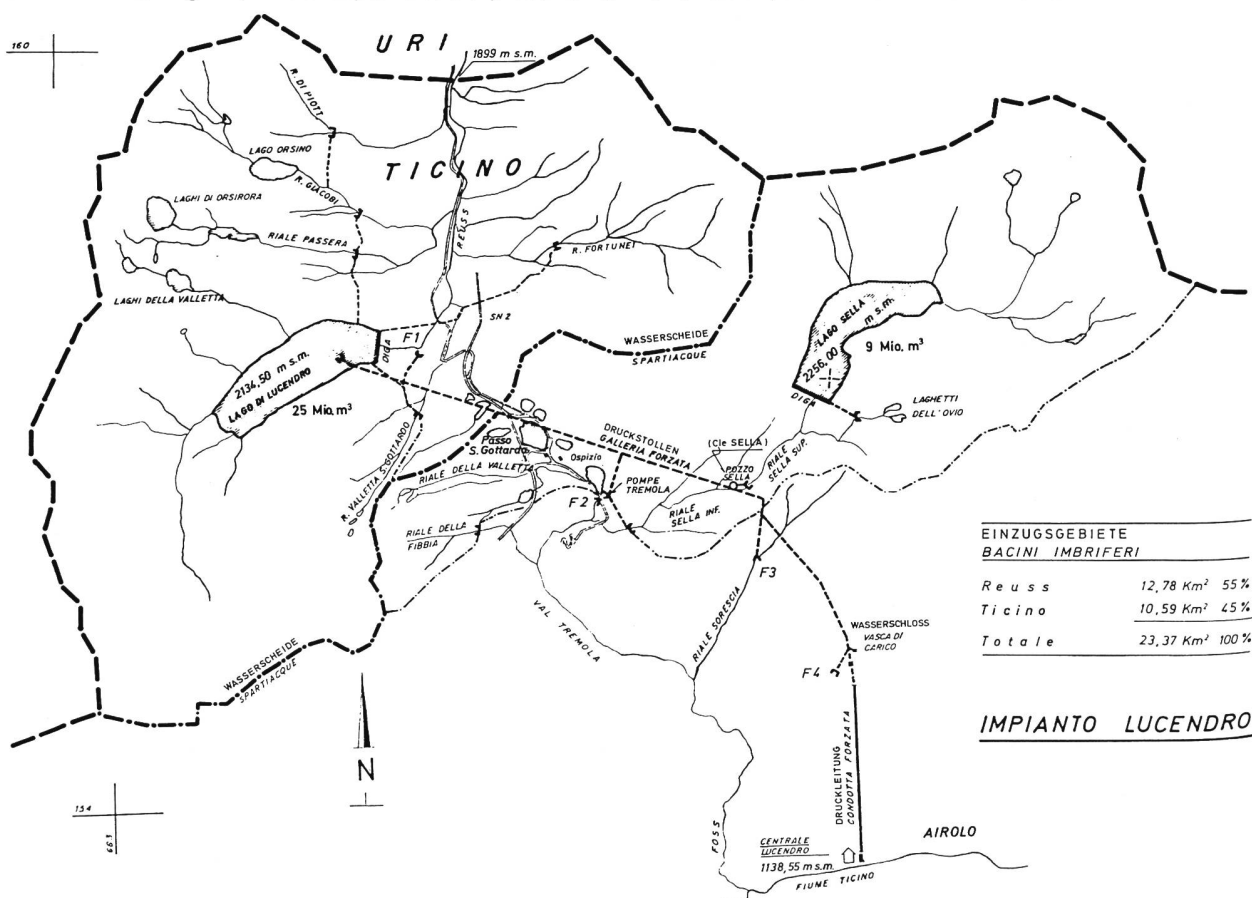 160
URI
1899 m s.m.
R. DI PIOTT
LAGO ORSINO
TICINO
R. GIACOBI
LAGHI DI ORSIRORA
RIALE PASSERA
REUSS
R. FORTUNEI
LAGHI DELLA VALLETTA
SN 2
F1
DIGA
WASSERSCHEIDE
SPARTIACQUE
2134,50 m s.m.
LAGO DI LUCENDRO
25 Mio. m³
LAGO SELLA
2256,00 m s.m.
9 Mio. m³
DIGA
LAGHETTI
DELL'OVIO
DRUCKSTOLLEN
GALLERIA FORZATA
(Cle SELLA)
POZZO
SELLA
RIALE
SELLA SUP.
Passo
S. Gottardo
Ospizio
R. VALLETTA S. GOTTARDO
RIALE DELLA VALLETTA
POMPE
TREMOLA
F2
RIALE
SELLA INF.
RIALE DELLA
FIBBIA
F3
VAL TREMOLA
RIALE SORESCIA
WASSERSCHLOSS
VASCA DI
CARICO
F4
WASSERSCHEIDE
SPARTIACQUE
N
154
663
DRUCKLEITUNG
CONDOTTA FORZATA
FOSS
CENTRALE
LUCENDRO
1138,55 m s.m.
AIROLO
FIUME TICINO
EINZUGSGEBIETE
BACINI IMBRIFERI
Reuss 12,78 Km² 55%
Ticino 10,59 Km² 45%
Totale 23,37 Km² 100%
IMPIANTO LUCENDRO